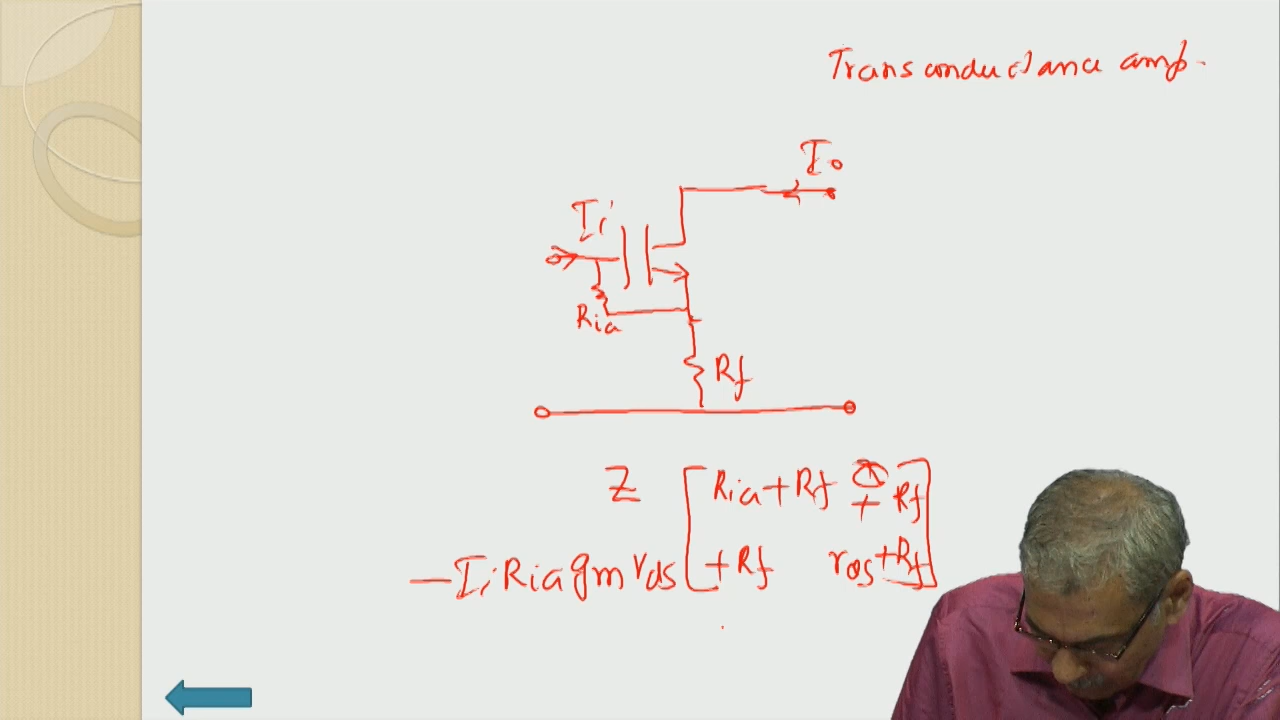 Transconductance amp.
Io
Ii
Ria
Rf
Z Ria+Rf + Rf
-IiRiagmrds +Rf rds+Rf